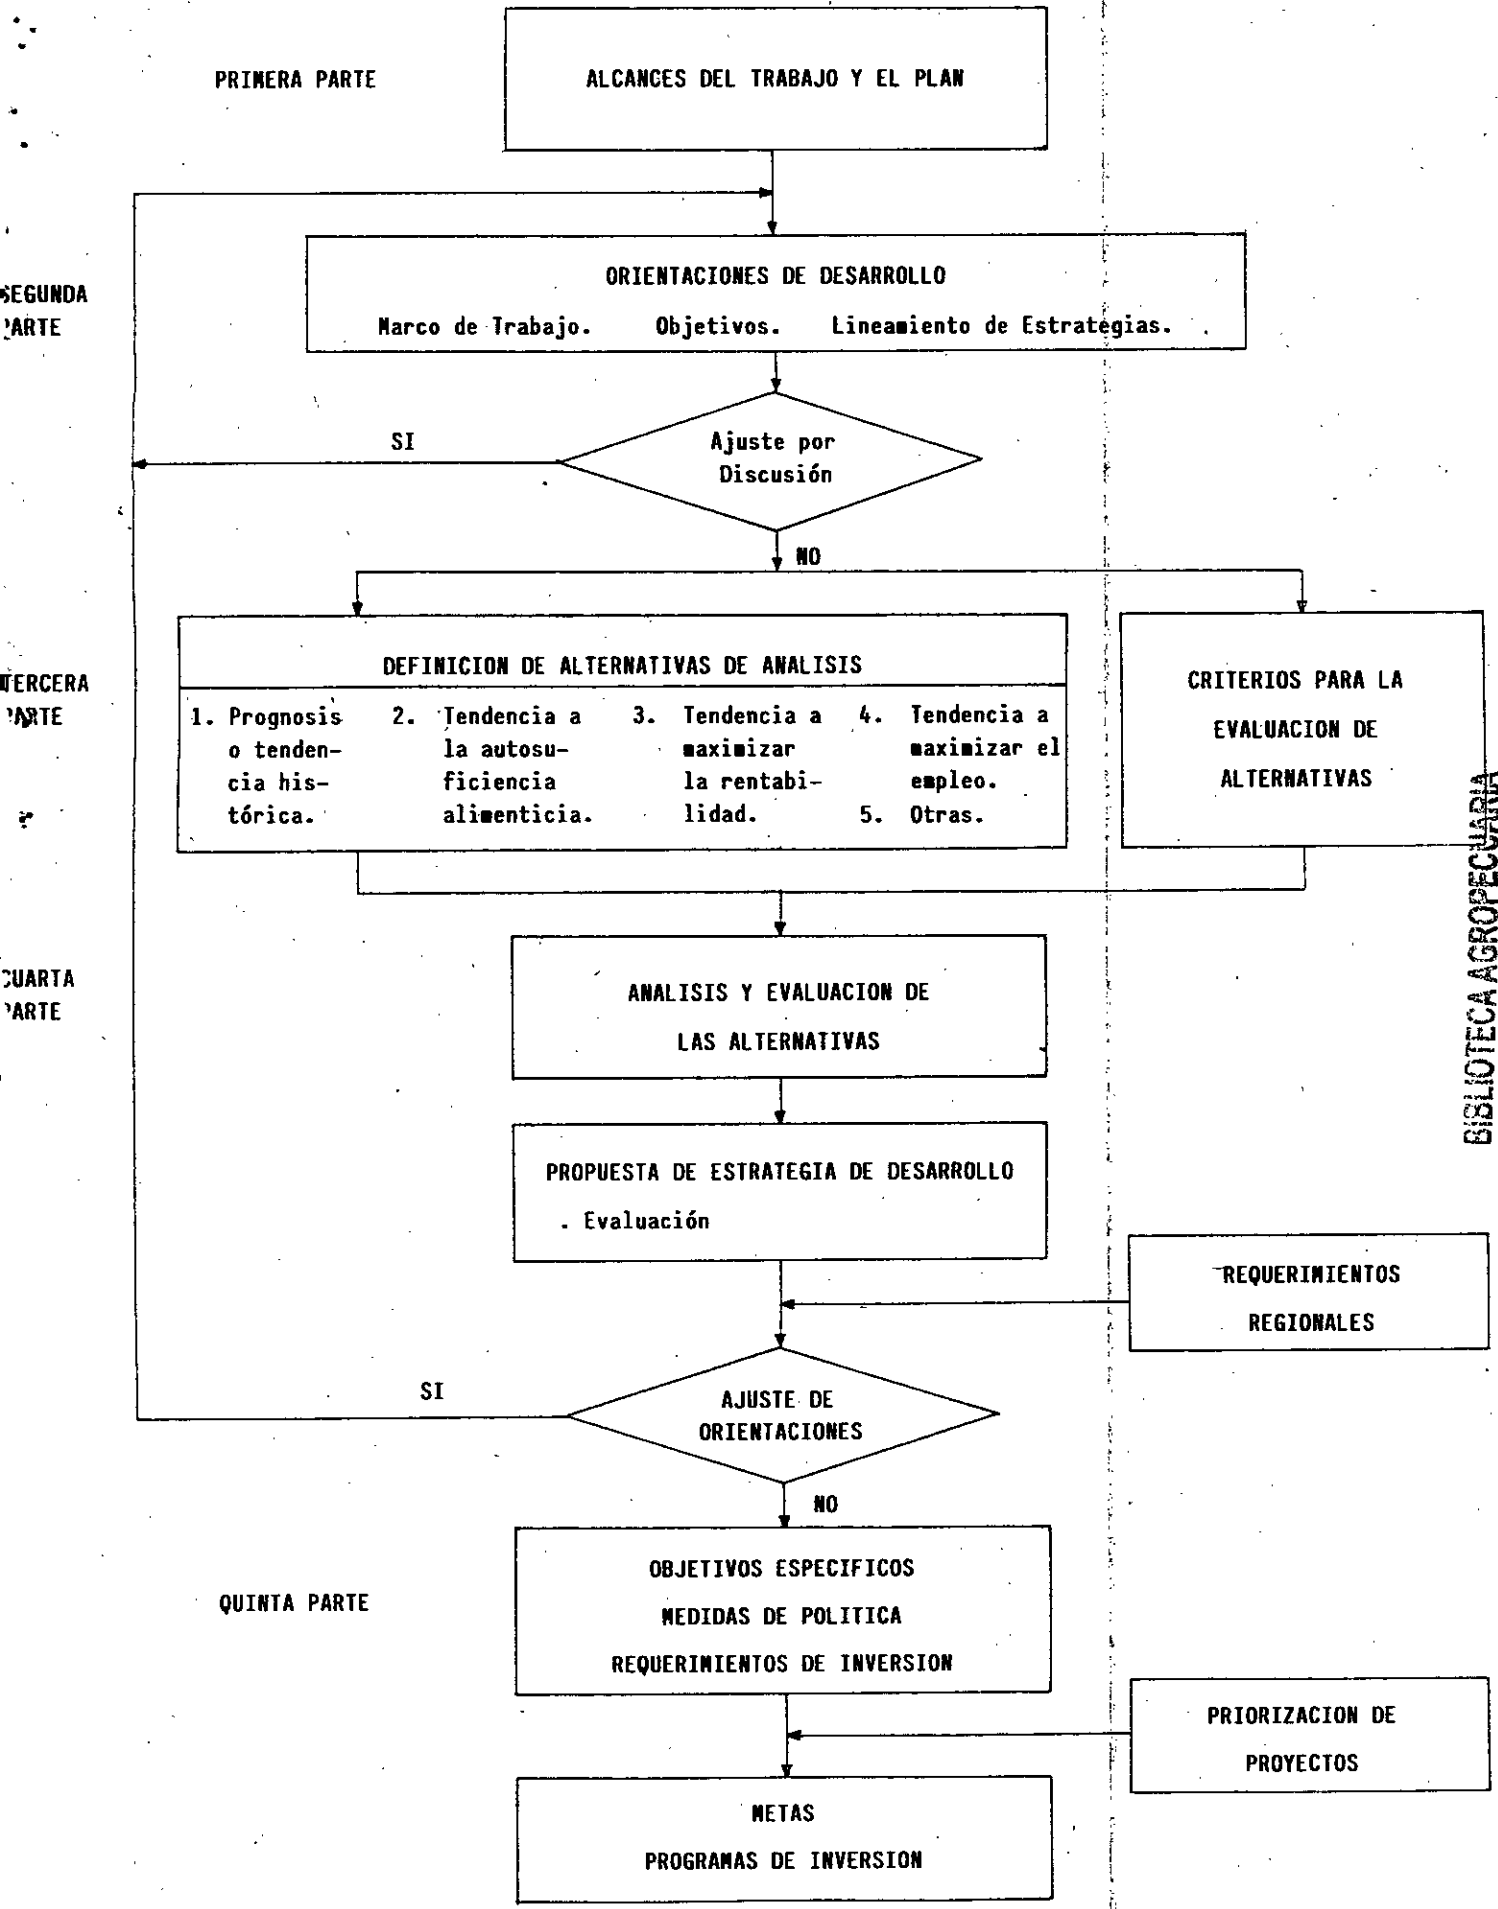 PRIMERA PARTE
ALCANCES DEL TRABAJO Y EL PLAN
SEGUNDA
PARTE
ORIENTACIONES DE DESARROLLO
Marco de Trabajo. Objetivos. Lineamiento de Estrategias.
SI
Ajuste por
Discusión
NO
TERCERA
PARTE
DEFINICION DE ALTERNATIVAS DE ANALISIS
1. Prognosis
o tenden-
cia his-
tórica.
2. Tendencia a
la autosu-
ficiencia
alimenticia.
3. Tendencia a
maximizar
la rentabi-
lidad.
4. Tendencia a
maximizar el
empleo.
5. Otras.
CRITERIOS PARA LA
EVALUACION DE
ALTERNATIVAS
BIBLIOTECA AGROPECUARIA
CUARTA
PARTE
ANALISIS Y EVALUACION DE
LAS ALTERNATIVAS
PROPUESTA DE ESTRATEGIA DE DESARROLLO
. Evaluación
REQUERIMIENTOS
REGIONALES
SI
AJUSTE DE
ORIENTACIONES
NO
QUINTA PARTE
OBJETIVOS ESPECIFICOS
MEDIDAS DE POLITICA
REQUERIMIENTOS DE INVERSION
PRIORIZACION DE
PROYECTOS
METAS
PROGRAMAS DE INVERSION